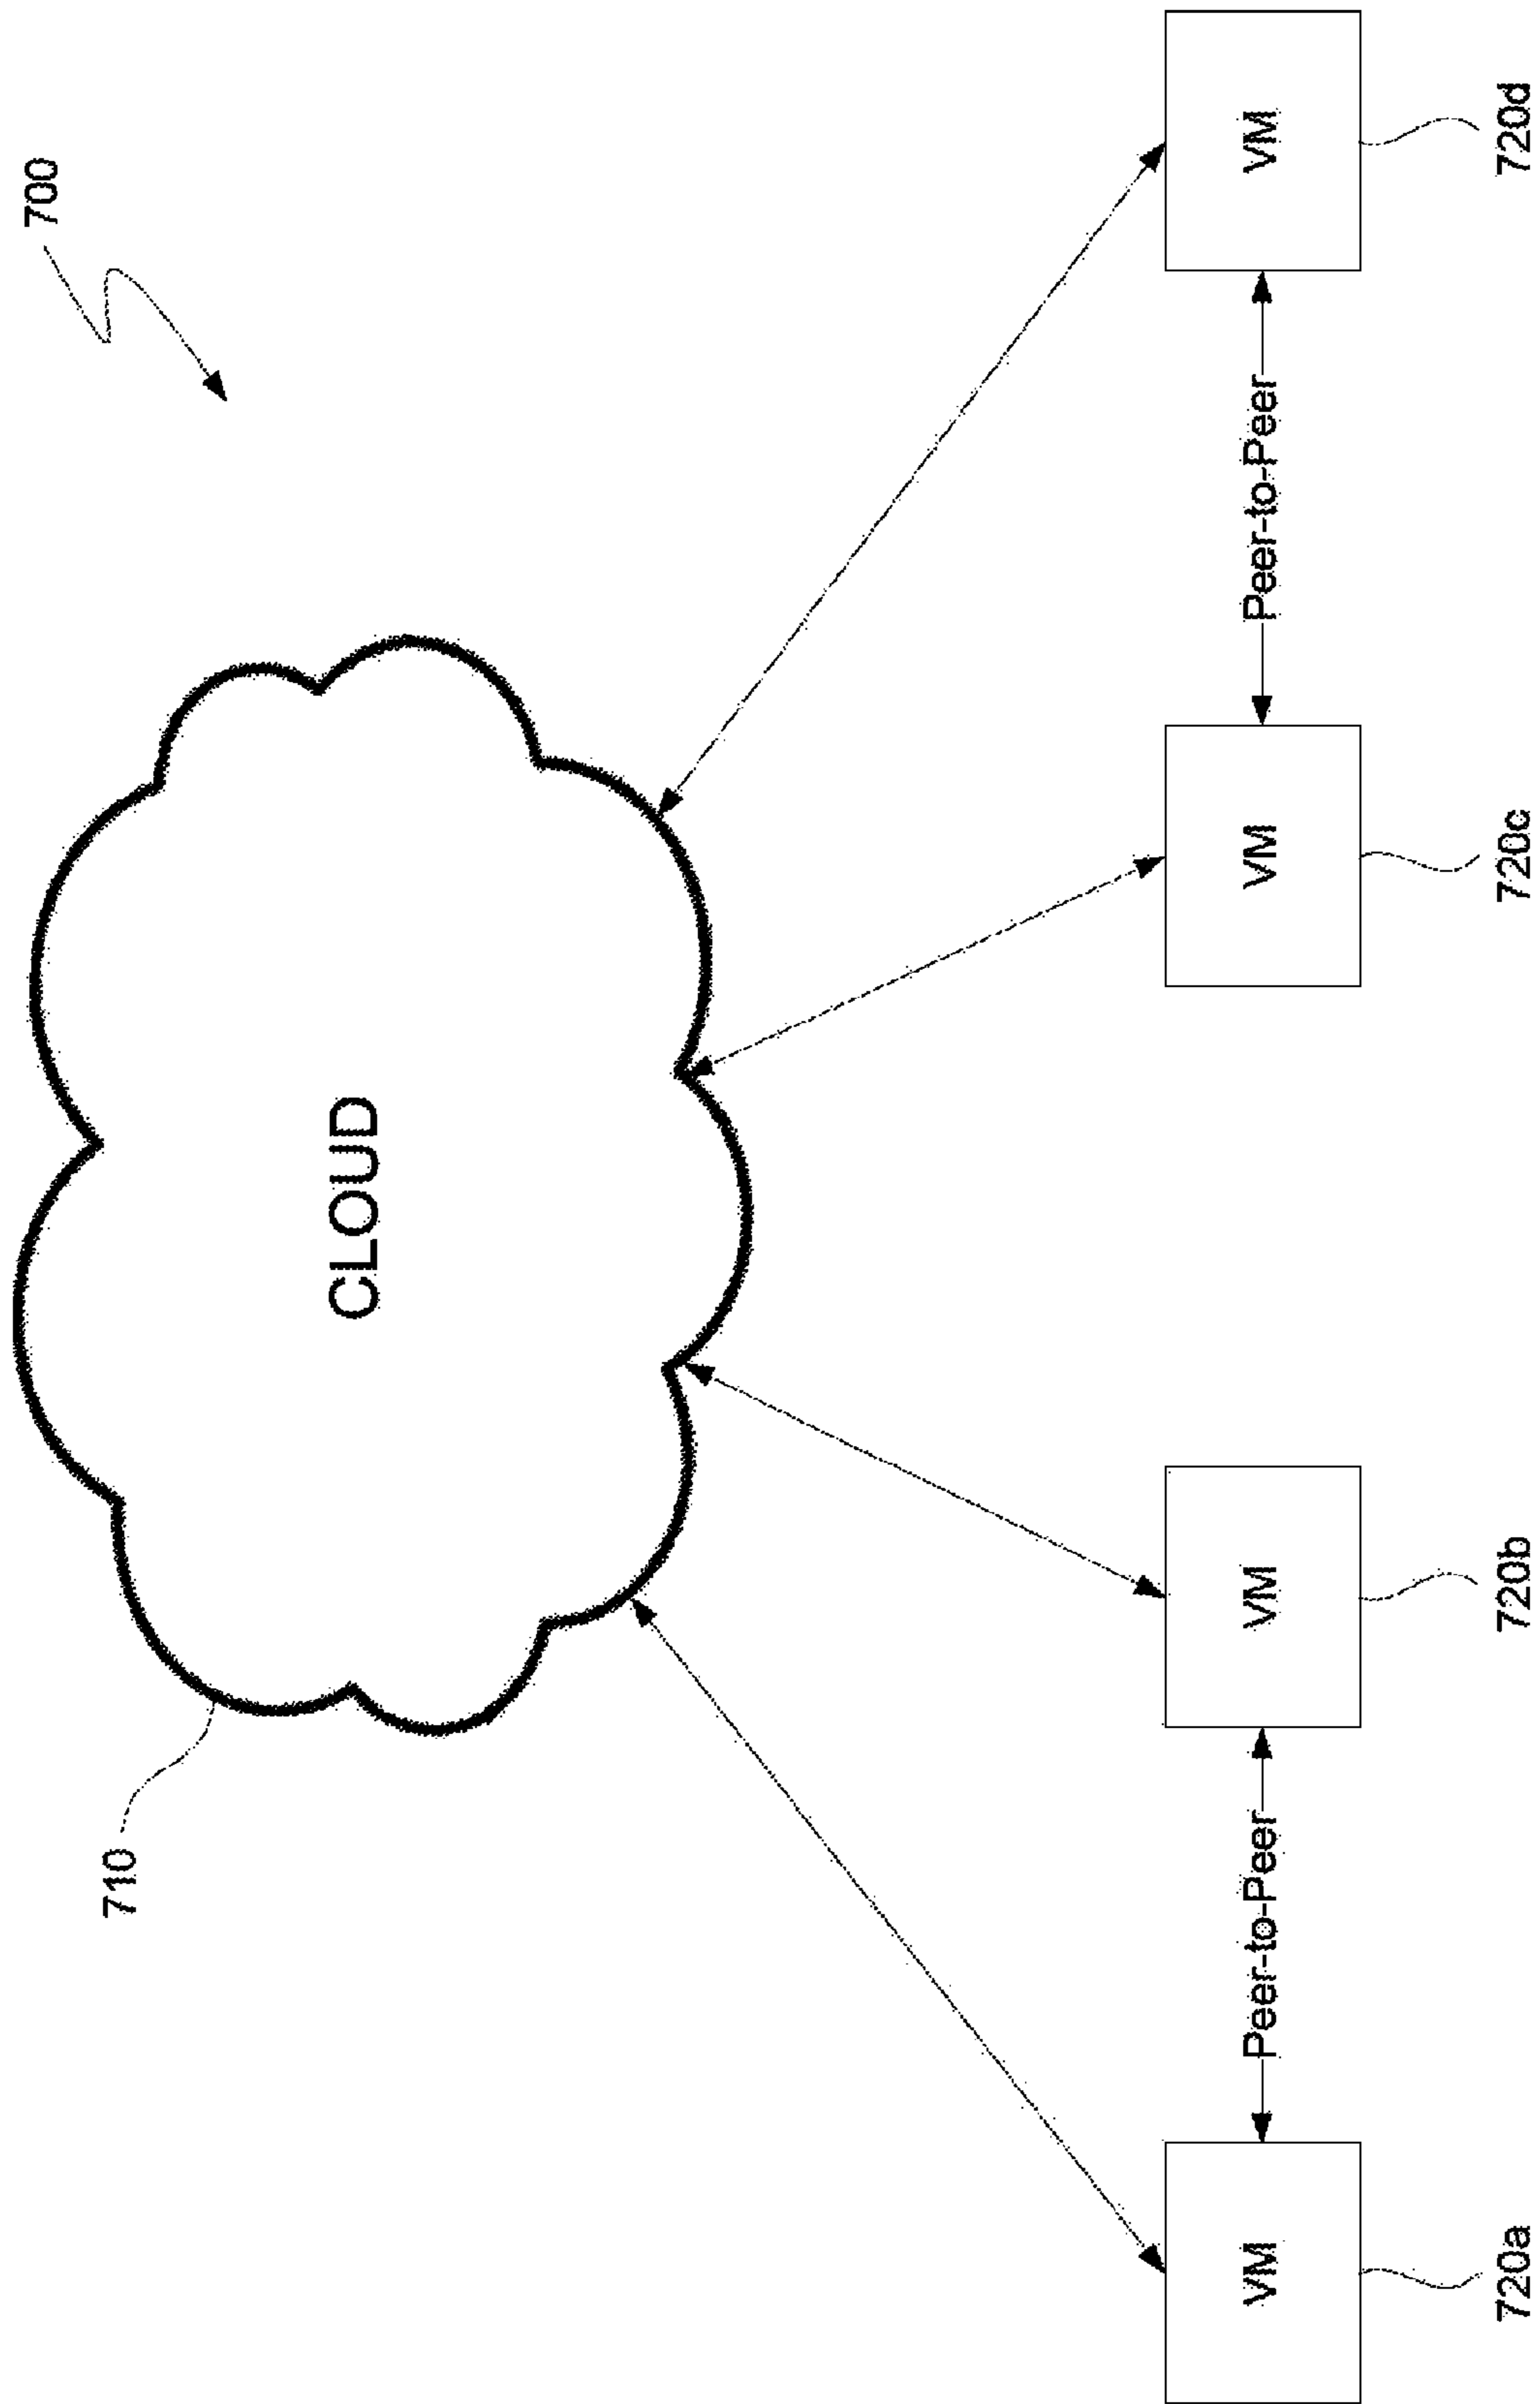 700
710
CLOUD
VM
Peer-to-Peer
VM
VM
Peer-to-Peer
VM
720a
720b
720c
720d